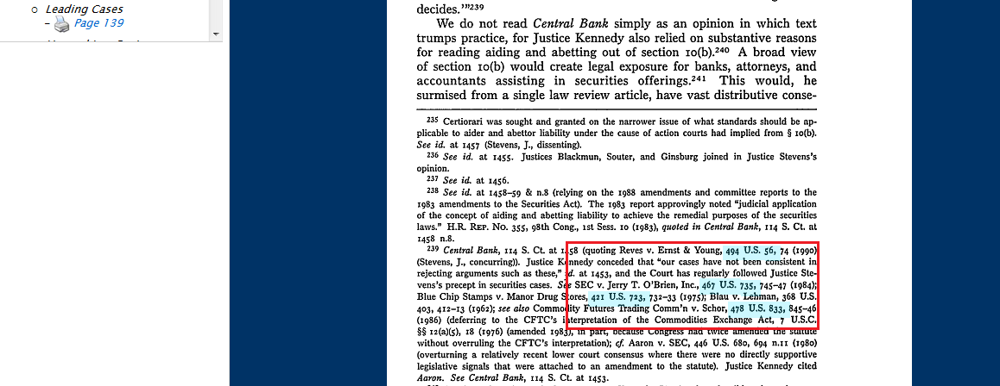 Leading Cases
– Page 139
decides.'"239
We do not read Central Bank simply as an opinion in which text
trumps practice, for Justice Kennedy also relied on substantive reasons
for reading aiding and abetting out of section 10(b).240 A broad view
of section 10(b) would create legal exposure for banks, attorneys, and
accountants assisting in securities offerings.241 This would, he
surmised from a single law review article, have vast distributive conse-
235 Certiorari was sought and granted on the narrower issue of what standards should be ap-
plicable to aider and abettor liability under the cause of action courts had implied from § 10(b).
See id. at 1457 (Stevens, J., dissenting).
236 See id. at 1455. Justices Blackmun, Souter, and Ginsburg joined in Justice Stevens's
opinion.
237 See id. at 1456.
238 See id. at 1458–59 & n.8 (relying on the 1988 amendments and committee reports to the
1983 amendments to the Securities Act). The 1983 report approvingly noted "judicial application
of the concept of aiding and abetting liability to achieve the remedial purposes of the securities
laws." H.R. REP. No. 355, 98th Cong., 1st Sess. 10 (1983), quoted in Central Bank, 114 S. Ct. at
1458 n.8.
239 Central Bank, 114 S. Ct. at 1458 (quoting Reves v. Ernst & Young, 494 U.S. 56, 74 (1990)
(Stevens, J., concurring)). Justice Kennedy conceded that "our cases have not been consistent in
rejecting arguments such as these," id. at 1453, and the Court has regularly followed Justice Ste-
vens's precept in securities cases. See SEC v. Jerry T. O'Brien, Inc., 467 U.S. 735, 745–47 (1984);
Blue Chip Stamps v. Manor Drug Stores, 421 U.S. 723, 732–33 (1975); Blau v. Lehman, 368 U.S.
403, 412–13 (1962); see also Commodity Futures Trading Comm'n v. Schor, 478 U.S. 833, 845–46
(1986) (deferring to the CFTC's interpretation of the Commodities Exchange Act, 7 U.S.C.
§§ 12(a)(5), 18 (1976) (amended 1983), in part, because Congress had twice amended the statute
without overruling the CFTC's interpretation); cf. Aaron v. SEC, 446 U.S. 680, 694 n.11 (1980)
(overturning a relatively recent lower court consensus where there were no directly supportive
legislative signals that were attached to an amendment to the statute). Justice Kennedy cited
Aaron. See Central Bank, 114 S. Ct. at 1453.